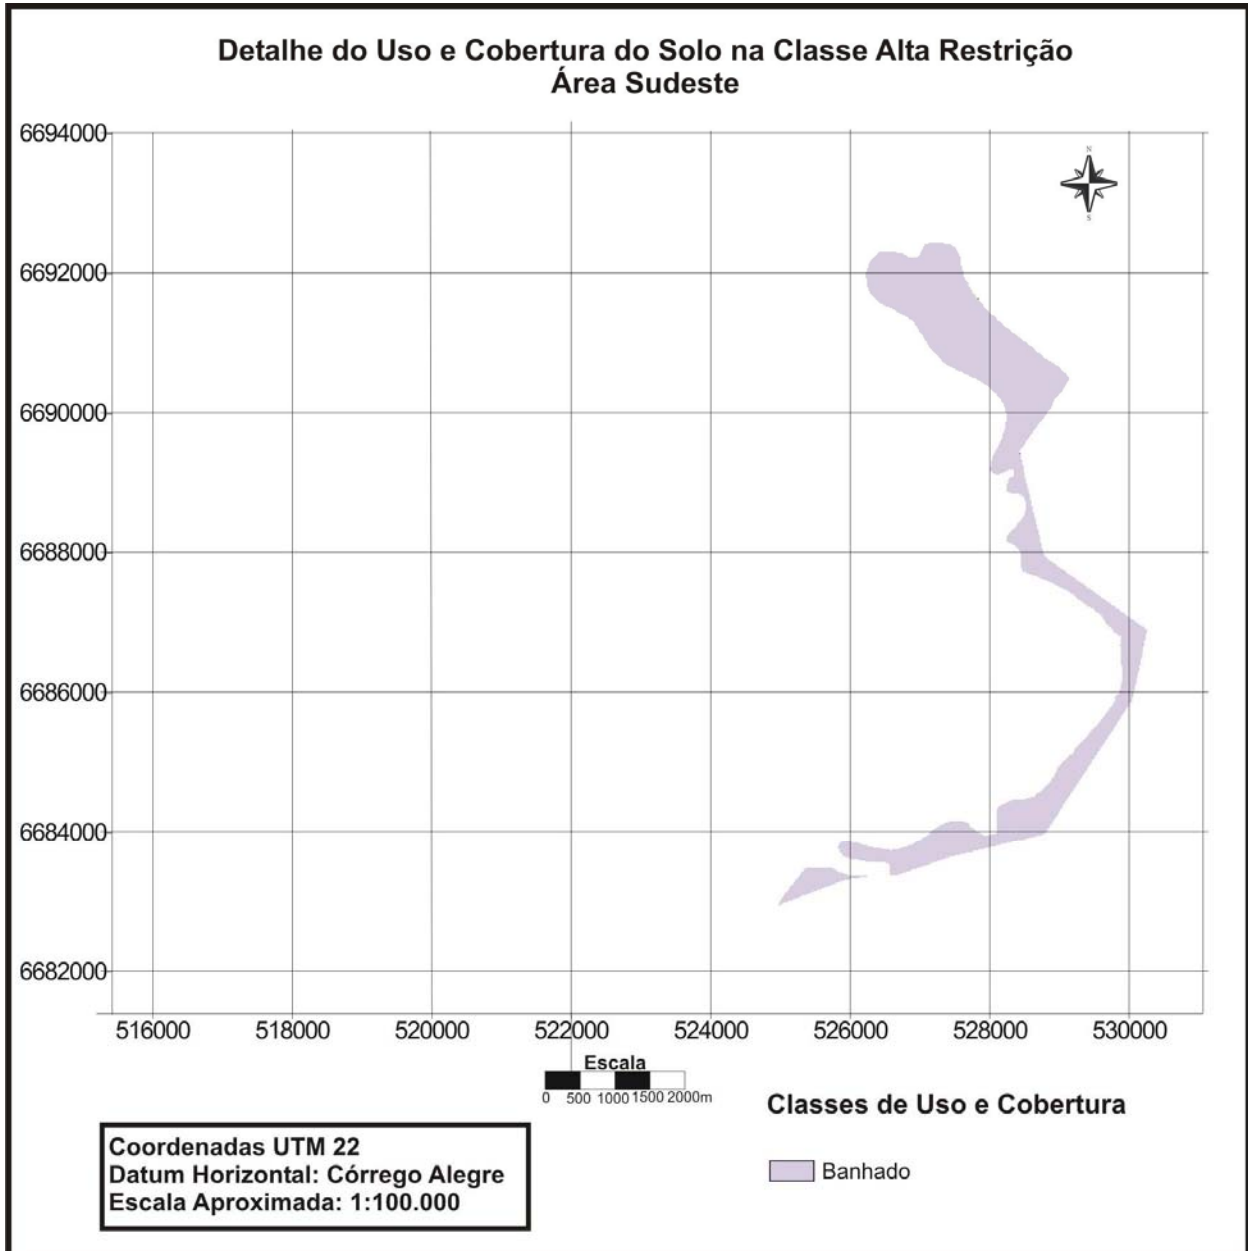 Detalhe do Uso e Cobertura do Solo na Classe Alta Restrição
Área Sudeste
6694000
N
S
6692000
6690000
6688000
6686000
6684000
6682000
516000 518000 520000 522000 524000 526000 528000 530000
Escala
0 500 1000 1500 2000m
Classes de Uso e Cobertura
Banhado
Coordenadas UTM 22
Datum Horizontal: Córrego Alegre
Escala Aproximada: 1:100.000